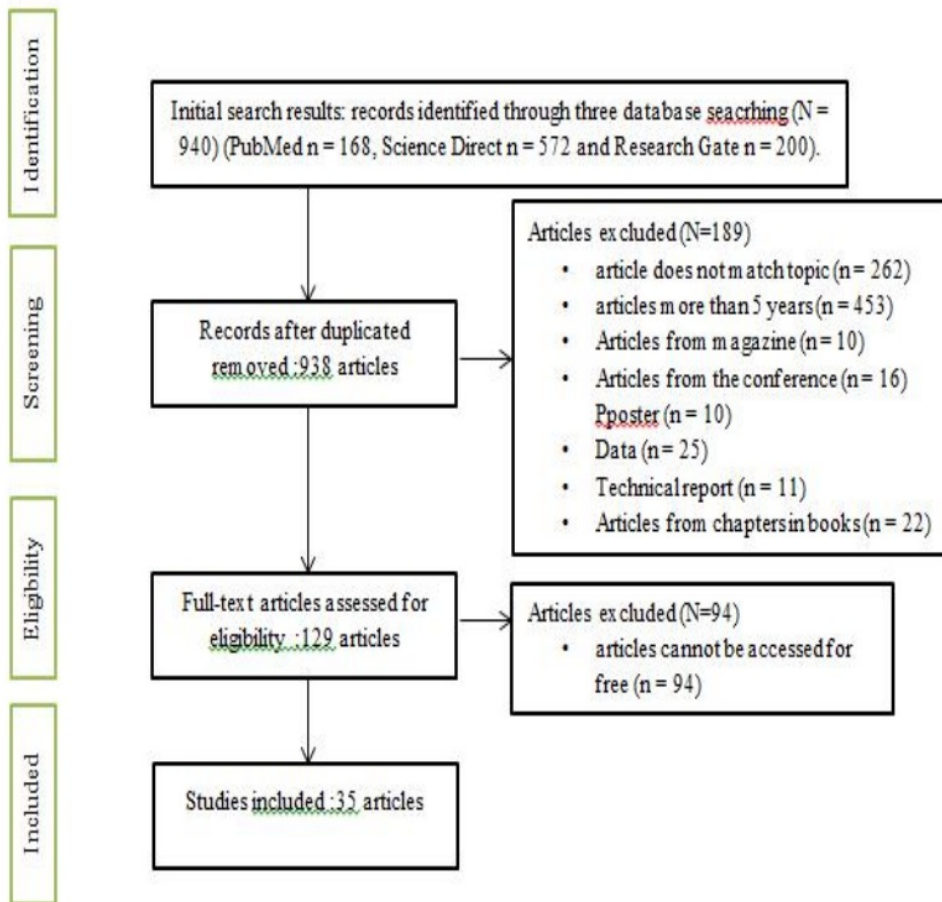 Identification
Initial search results: records identified through three database seacrhing (N =
940) (PubMed n = 168, Science Direct n = 572 and Research Gate n = 200).
Screening
Records after duplicated
removed :938 articles
Articles excluded (N=189)
• article does not match topic (n = 262)
• articles more than 5 years (n = 453)
• Articles from magazine (n = 10)
• Articles from the conference (n = 16)
Pposter (n = 10)
• Data (n = 25)
• Technical report (n = 11)
• Articles from chapters in books (n = 22)
Eligibility
Full-text articles assessed for
eligibility :129 articles
Articles excluded (N=94)
• articles cannot be accessed for
free (n = 94)
Included
Studies included :35 articles